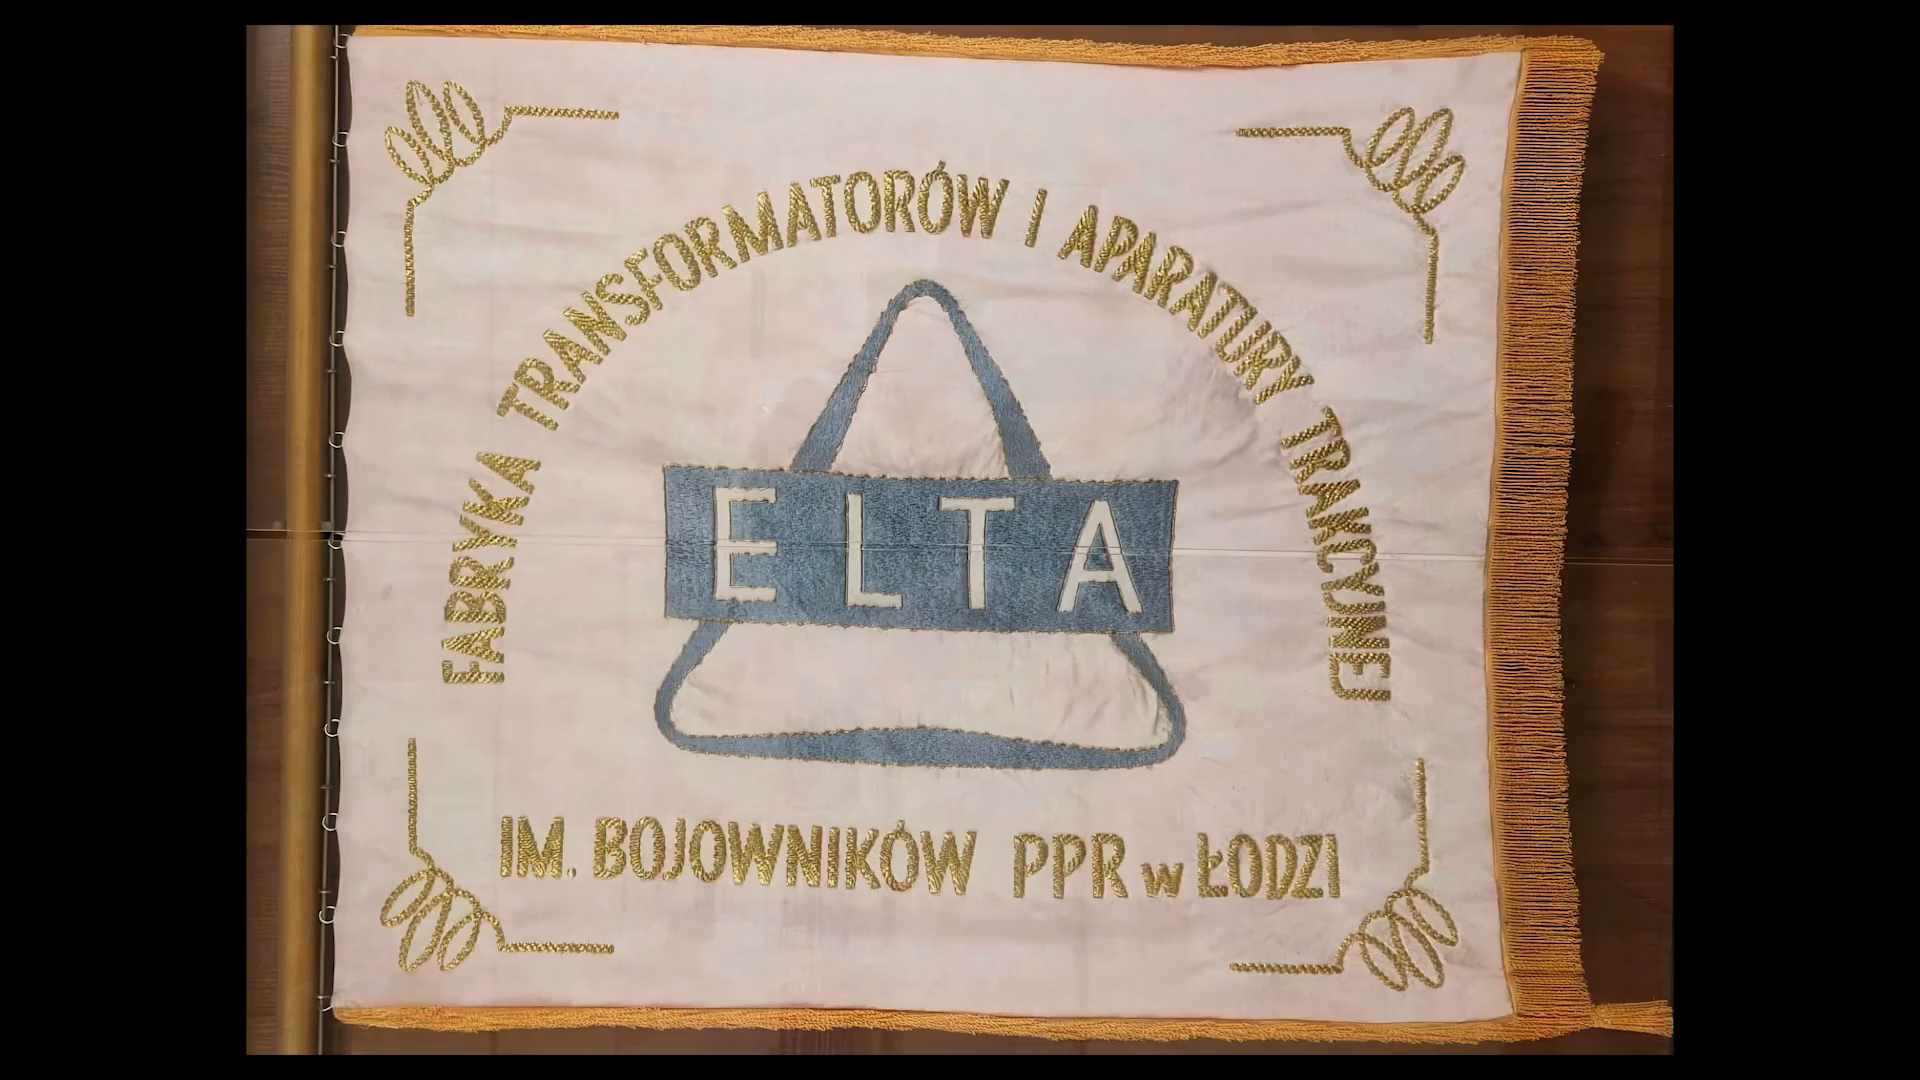 FABRYKA TRANSFORMATORÓW I APARATURY TRAKCYJNEJ
ELTA
IM. BOJOWNIKÓW PPR w ŁODZI